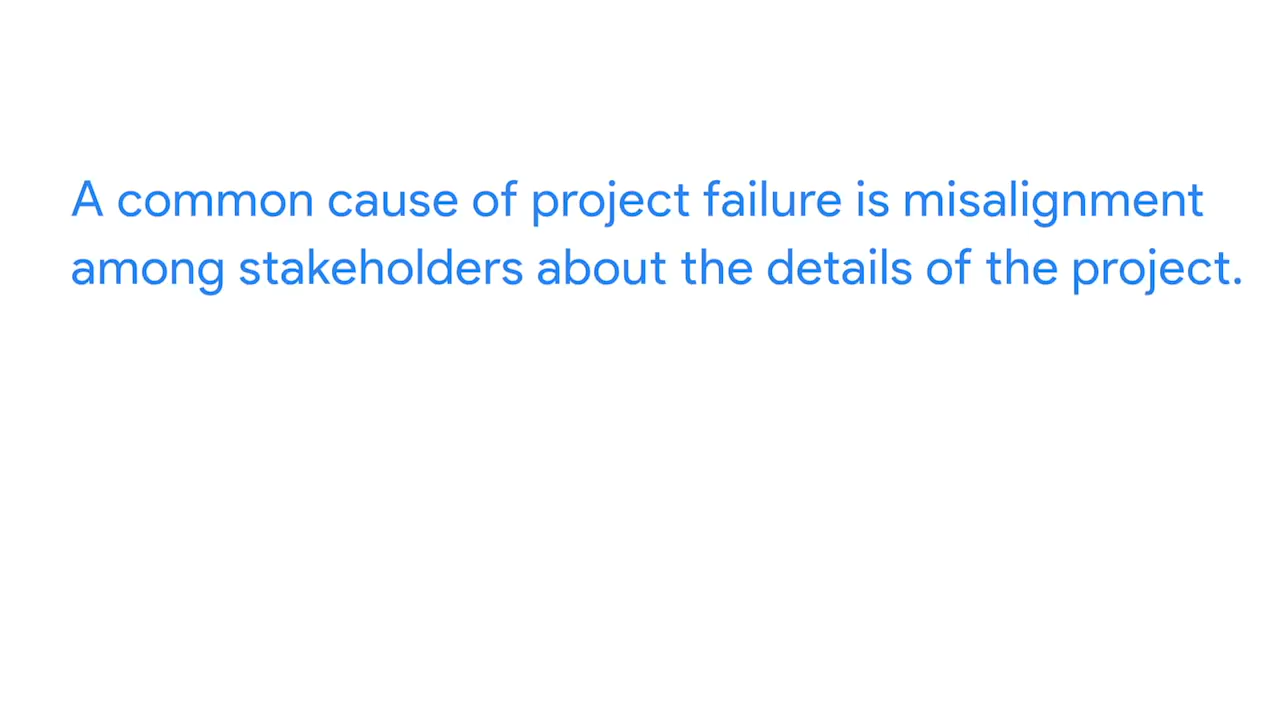 A common cause of project failure is misalignment
among stakeholders about the details of the project.